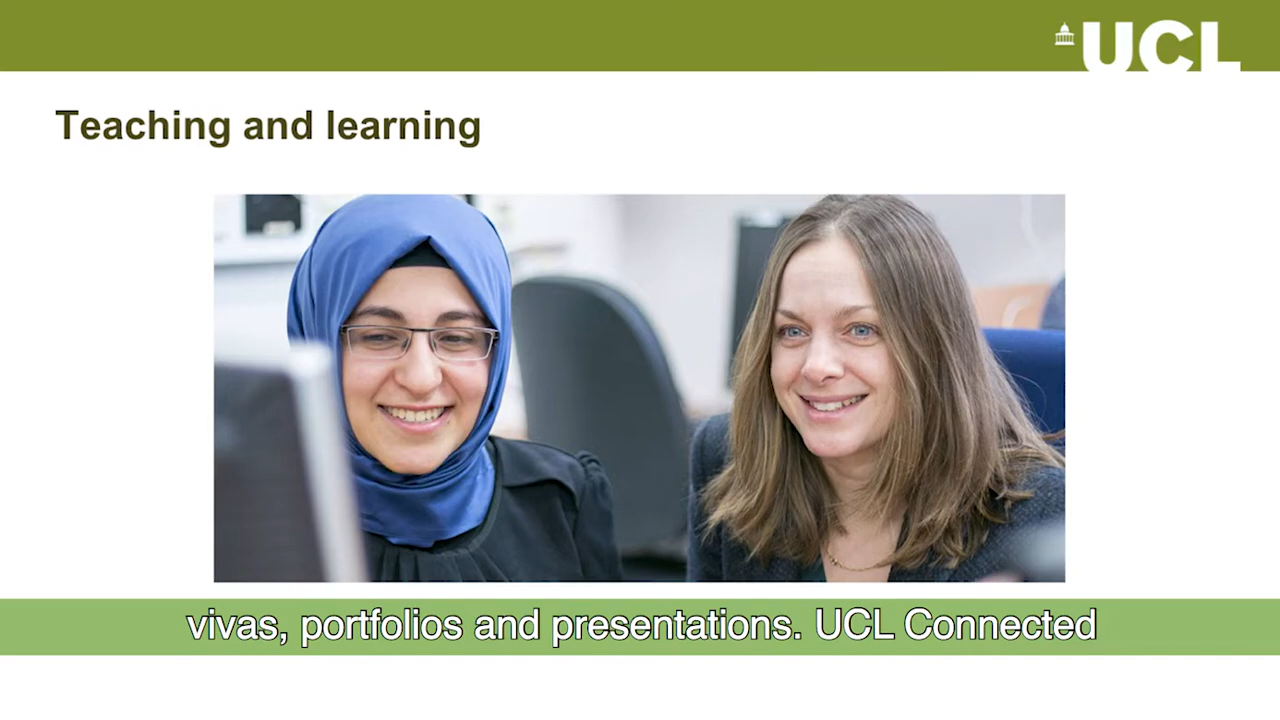 UCL
Teaching and learning
vivas, portfolios and presentations. UCL Connected